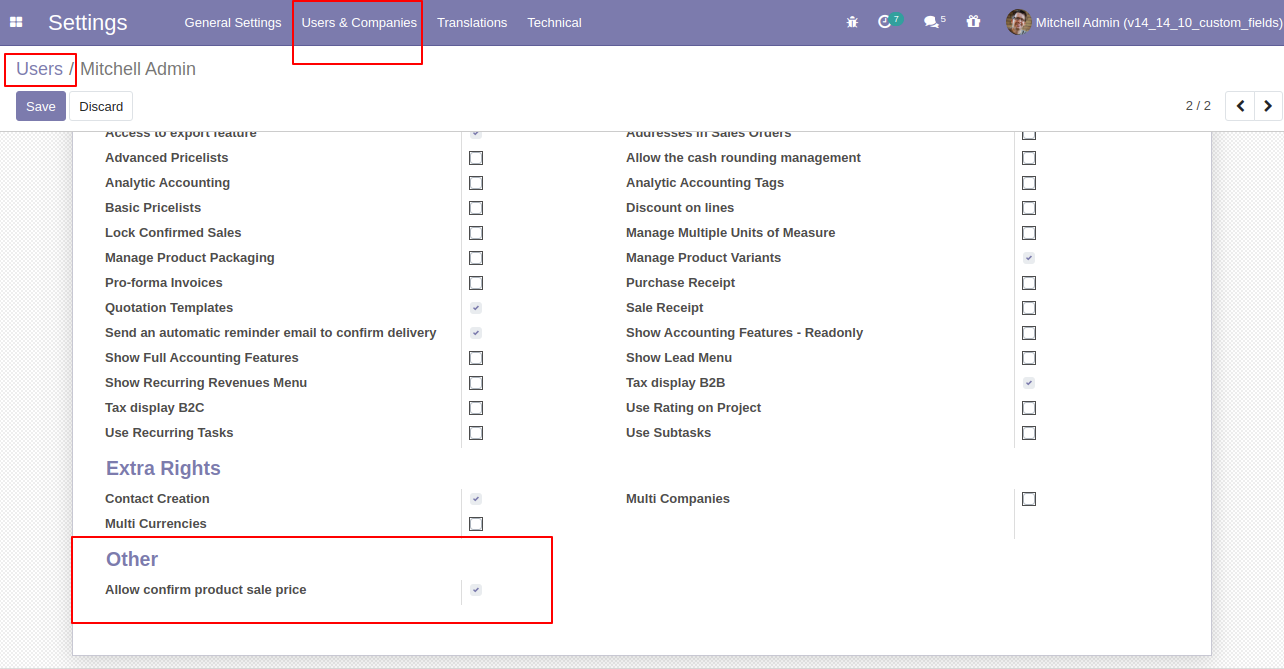 Settings General Settings Users & Companies Translations Technical 7 5 Mitchell Admin (v14_14_10_custom_fields)
Users / Mitchell Admin
Save Discard 2 / 2
Access to export feature Addresses in Sales Orders
Advanced Pricelists Allow the cash rounding management
Analytic Accounting Analytic Accounting Tags
Basic Pricelists Discount on lines
Lock Confirmed Sales Manage Multiple Units of Measure
Manage Product Packaging Manage Product Variants
Pro-forma Invoices Purchase Receipt
Quotation Templates Sale Receipt
Send an automatic reminder email to confirm delivery Show Accounting Features - Readonly
Show Full Accounting Features Show Lead Menu
Show Recurring Revenues Menu Tax display B2B
Tax display B2C Use Rating on Project
Use Recurring Tasks Use Subtasks
Extra Rights
Contact Creation Multi Companies
Multi Currencies
Other
Allow confirm product sale price